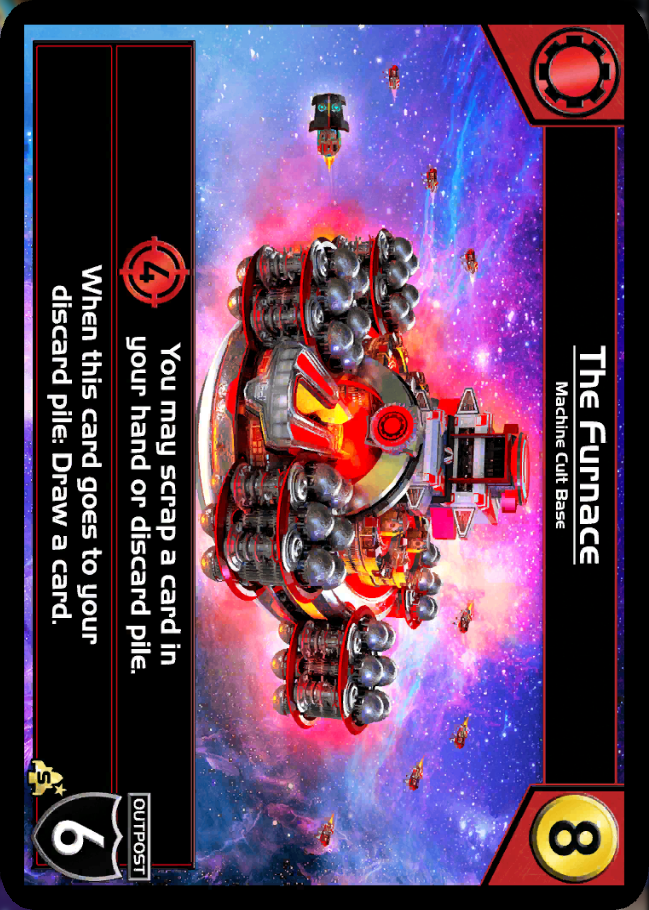 The Furnace
Machine Cult Base
8
4
You may scrap a card in
your hand or discard pile.
When this card goes to your
discard pile: Draw a card.
OUTPOST
6
S